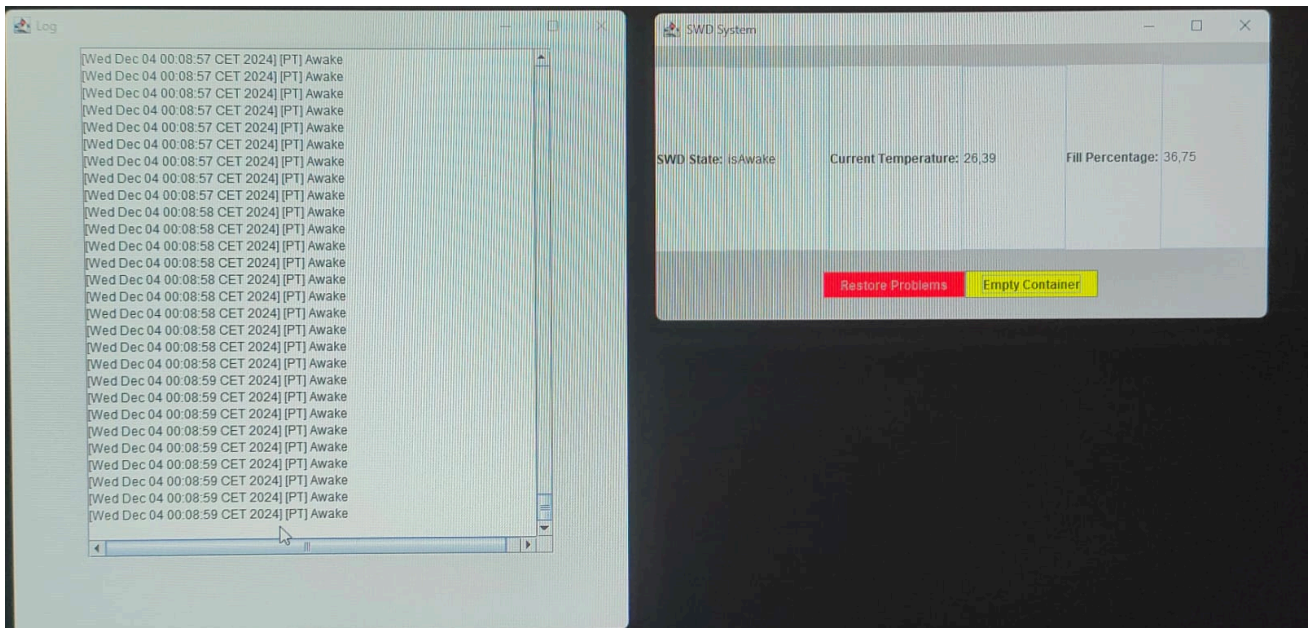 Log
[Wed Dec 04 00:08:57 CET 2024] [PT] Awake
[Wed Dec 04 00:08:57 CET 2024] [PT] Awake
[Wed Dec 04 00:08:57 CET 2024] [PT] Awake
[Wed Dec 04 00:08:57 CET 2024] [PT] Awake
[Wed Dec 04 00:08:57 CET 2024] [PT] Awake
[Wed Dec 04 00:08:57 CET 2024] [PT] Awake
[Wed Dec 04 00:08:57 CET 2024] [PT] Awake
[Wed Dec 04 00:08:57 CET 2024] [PT] Awake
[Wed Dec 04 00:08:57 CET 2024] [PT] Awake
[Wed Dec 04 00:08:58 CET 2024] [PT] Awake
[Wed Dec 04 00:08:58 CET 2024] [PT] Awake
[Wed Dec 04 00:08:58 CET 2024] [PT] Awake
[Wed Dec 04 00:08:58 CET 2024] [PT] Awake
[Wed Dec 04 00:08:58 CET 2024] [PT] Awake
[Wed Dec 04 00:08:58 CET 2024] [PT] Awake
[Wed Dec 04 00:08:58 CET 2024] [PT] Awake
[Wed Dec 04 00:08:58 CET 2024] [PT] Awake
[Wed Dec 04 00:08:58 CET 2024] [PT] Awake
[Wed Dec 04 00:08:58 CET 2024] [PT] Awake
[Wed Dec 04 00:08:59 CET 2024] [PT] Awake
[Wed Dec 04 00:08:59 CET 2024] [PT] Awake
[Wed Dec 04 00:08:59 CET 2024] [PT] Awake
[Wed Dec 04 00:08:59 CET 2024] [PT] Awake
[Wed Dec 04 00:08:59 CET 2024] [PT] Awake
[Wed Dec 04 00:08:59 CET 2024] [PT] Awake
[Wed Dec 04 00:08:59 CET 2024] [PT] Awake
[Wed Dec 04 00:08:59 CET 2024] [PT] Awake
[Wed Dec 04 00:08:59 CET 2024] [PT] Awake
SWD System
SWD State: isAwake Current Temperature: 26,39 Fill Percentage: 36,75
Restore Problems Empty Container